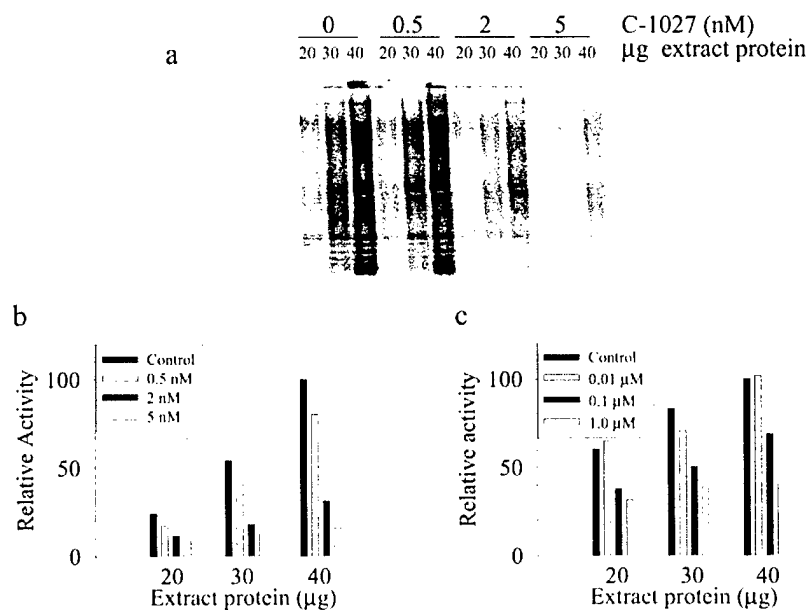 0 0.5 2 5 C-1027 (nM)
a 20 30 40 20 30 40 20 30 40 20 30 40 μg extract protein
b
Control
0.5 nM
2 nM
5 nM
100
50
0
Relative Activity
20 30 40
Extract protein (μg)
c
Control
0.01 μM
0.1 μM
1.0 μM
100
50
0
Relative activity
20 30 40
Extract protein (μg)